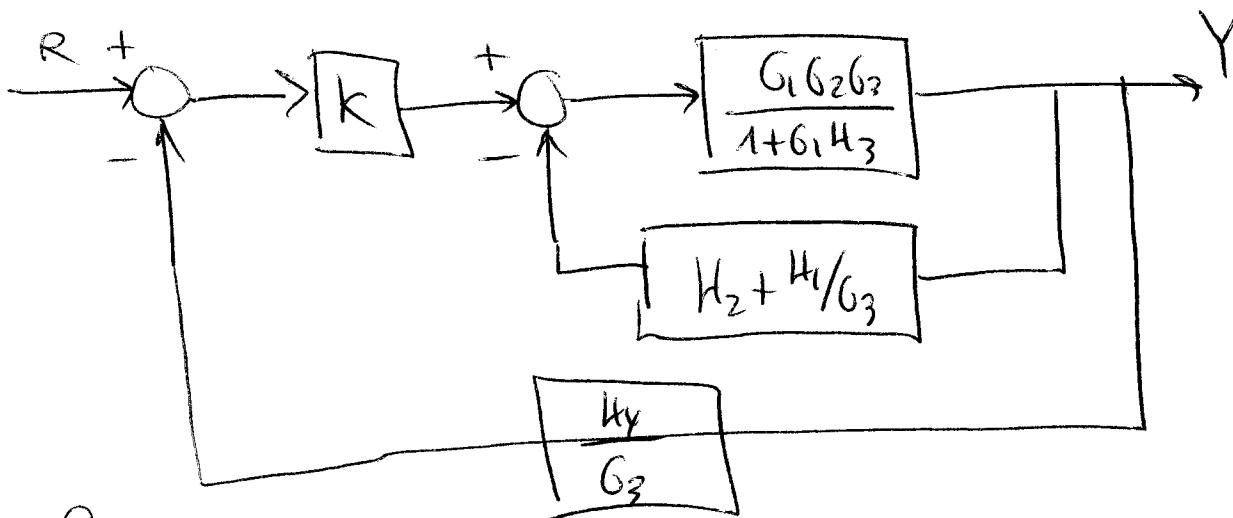 R + + Y
K
G₁G₂G₃
1+G₁H₃
− −
H₂ + H₁/G₃
H₄
G₃